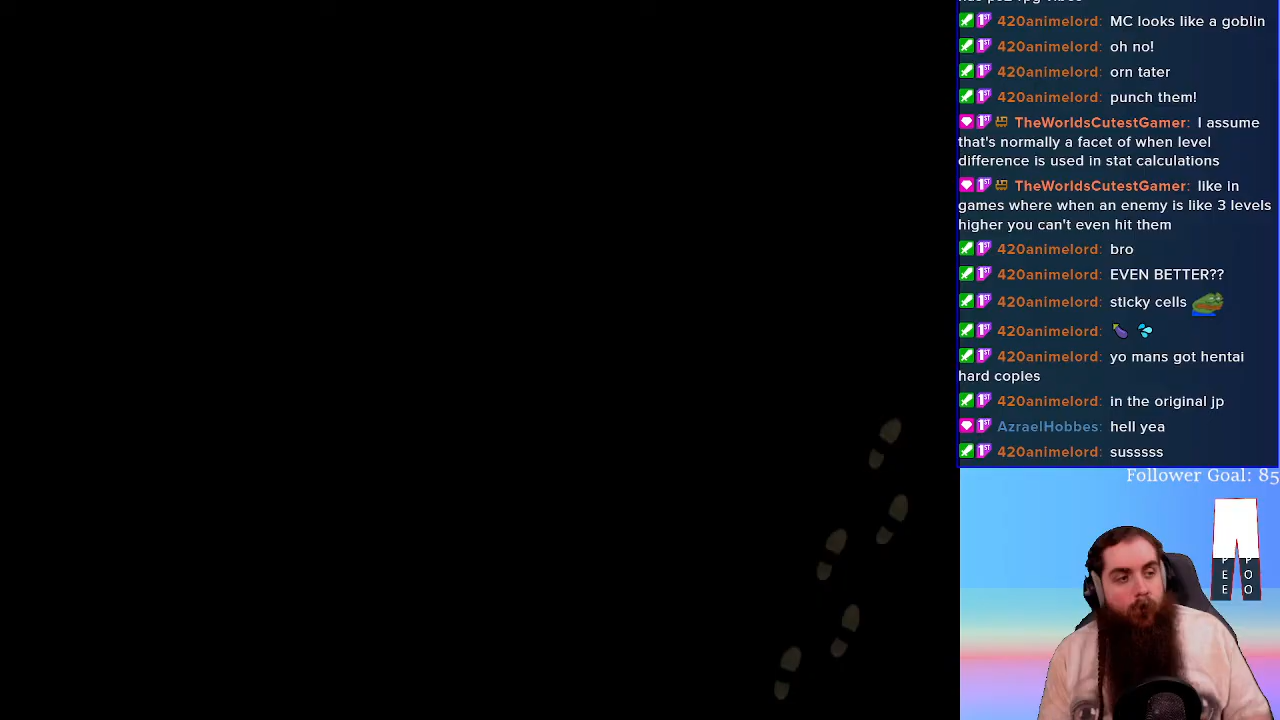 420animelord: MC looks like a goblin
420animelord: oh no!
420animelord: orn tater
420animelord: punch them!
TheWorldsCutestGamer: I assume
that's normally a facet of when level
difference is used in stat calculations
TheWorldsCutestGamer: like in
games where when an enemy is like 3 levels
higher you can't even hit them
420animelord: bro
420animelord: EVEN BETTER??
420animelord: sticky cells
420animelord:
420animelord: yo mans got hentai
hard copies
420animelord: in the original jp
AzraelHobbes: hell yea
420animelord: susssss
Follower Goal: 85
PEE
POO